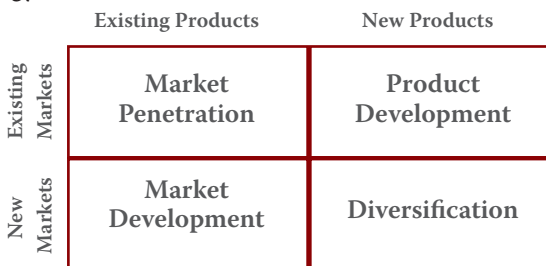 Existing Products
New Products
Existing
Markets
Market
Penetration
Product
Development
New
Markets
Market
Development
Diversification